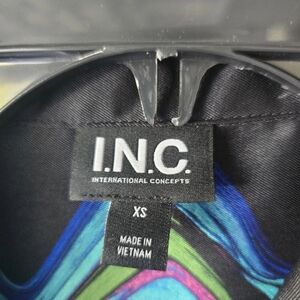 I.N.C.
INTERNATIONAL CONCEPTS
XS
MADE IN
VIETNAM